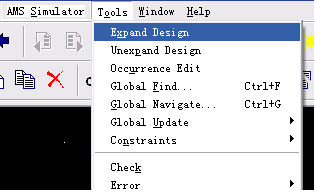 AMS Simulator Tools Window Help
Expand Design
Unexpand Design
Occurrence Edit
Global Find... Ctrl+F
Global Navigate... Ctrl+G
Global Update
Constraints
Check
Error